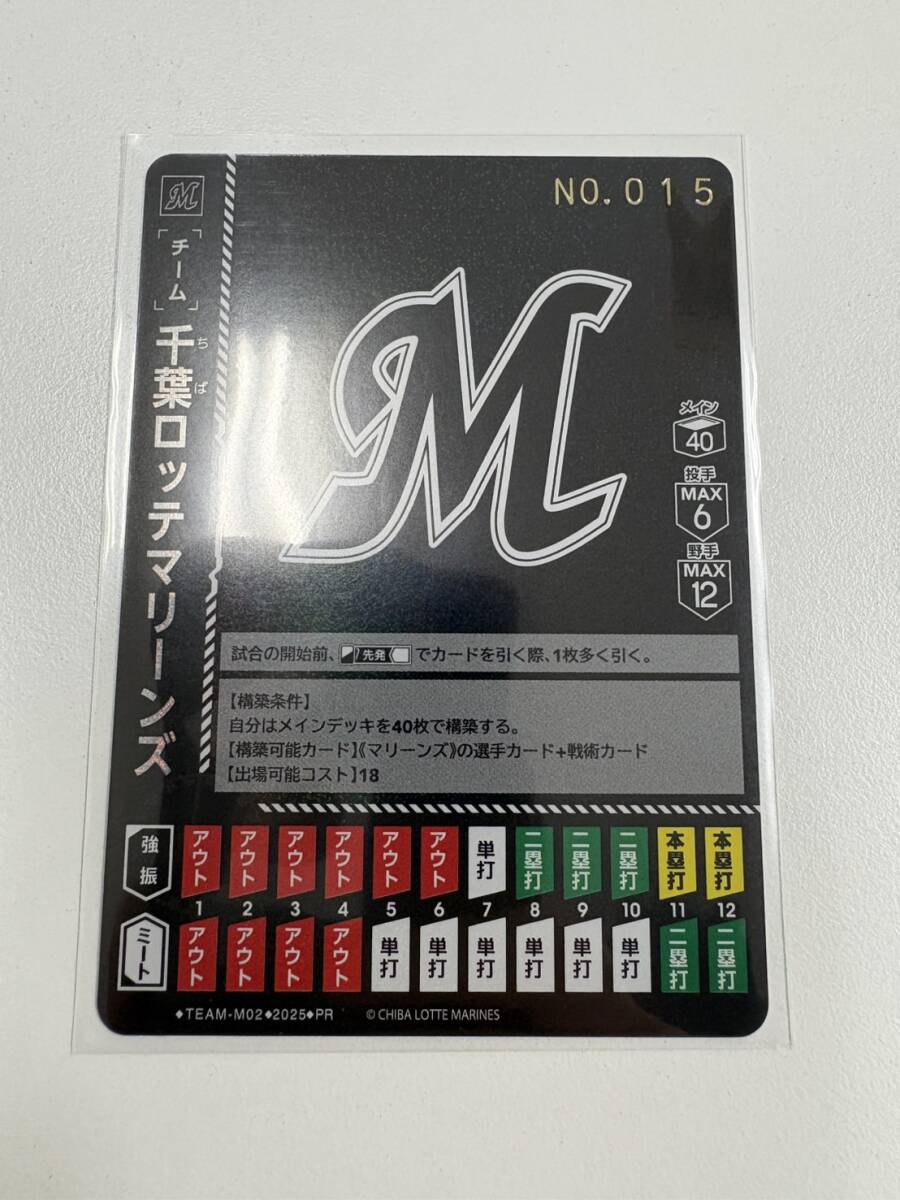 NO.015
M
[チーム]
千葉ロッテマリーンズ
ちば
M
メイン
40
投手
MAX
6
野手
MAX
12
試合の開始前、先発でカードを引く際、1枚多く引く。
【構築条件】
自分はメインデッキを40枚で構築する。
【構築可能カード】《マリーンズ》の選手カード+戦術カード
【出場可能コスト】18
強振 アウト アウト アウト アウト アウト アウト 単打 二塁打 二塁打 二塁打 本塁打 本塁打
1 2 3 4 5 6 7 8 9 10 11 12
ミート アウト アウト アウト アウト 単打 単打 単打 単打 単打 単打 二塁打 二塁打
◆TEAM-M02◆2025◆PR © CHIBA LOTTE MARINES